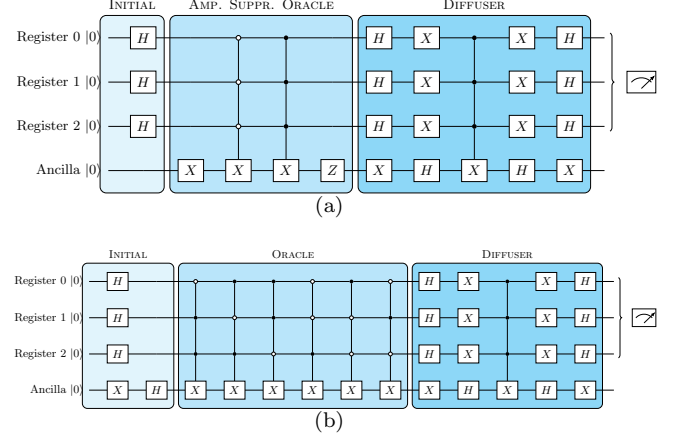 INITIAL AMP. SUPPR. ORACLE DIFFUSER
Register 0 |0⟩ H H X X H
Register 1 |0⟩ H H X X H
Register 2 |0⟩ H H X X H
Ancilla |0⟩ X X X Z X H X H X
(a)
INITIAL ORACLE DIFFUSER
Register 0 |0⟩ H H X X H
Register 1 |0⟩ H H X X H
Register 2 |0⟩ H H X X H
Ancilla |0⟩ X H X X X X X X X H X H X
(b)